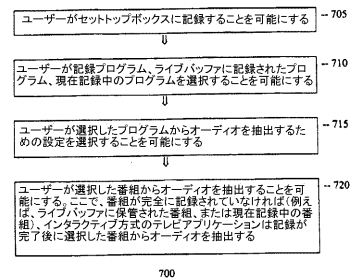 ユーザーがセットトップボックスに記録することを可能にする
705
⇓
ユーザーが記録プログラム、ライブバッファに記録されたプロ
グラム、現在記録中のプログラムを選択することを可能にする
710
⇓
ユーザーが選択したプログラムからオーディオを抽出するた
めの設定を選択することを可能にする
715
⇓
ユーザーが選択した番組からオーディオを抽出することを可
能にする。ここで、番組が完全に記録されていなければ(例え
ば、ライブバッファに保管された番組、または現在記録中の番
組)、インタラクティブ方式のテレビアプリケーションは記録が
完了後に選択した番組からオーディオを抽出する
720
700